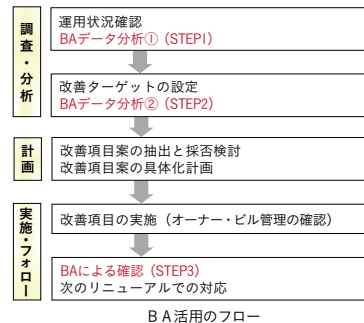 調査・分析
運用状況確認
BAデータ分析① (STEP1)
改善ターゲットの設定
BAデータ分析② (STEP2)
計画
改善項目案の抽出と採否検討
改善項目案の具体化計画
実施・フォロー
改善項目の実施（オーナー・ビル管理の確認）
BAによる確認 (STEP3)
次のリニューアルでの対応
ＢＡ活用のフロー